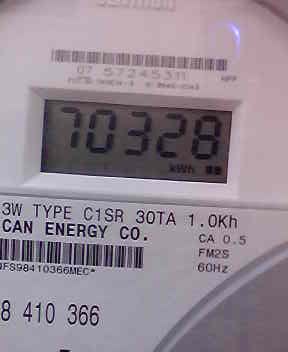 07 57245311
70328
kWh
3W TYPE C1SR 30TA 1.0Kh
CAN ENERGY CO.
CA 0.5
FM2S
60Hz
NFS98410366MEC*
8 410 366